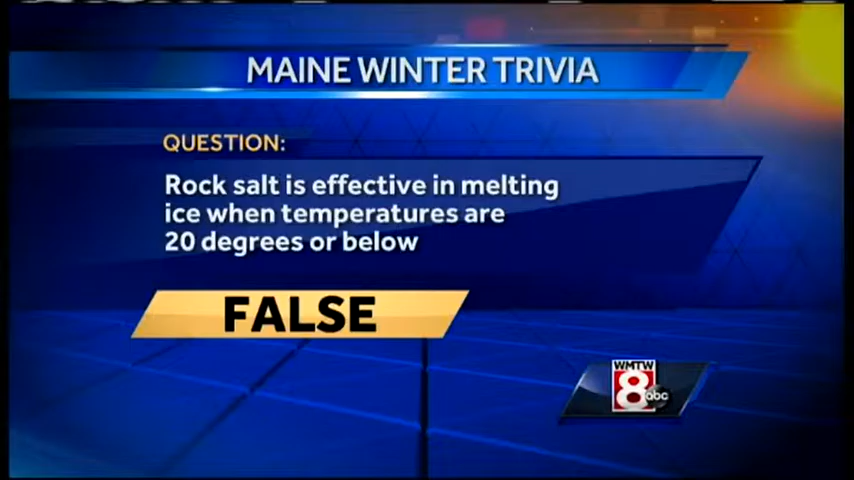 MAINE WINTER TRIVIA
QUESTION:
Rock salt is effective in melting
ice when temperatures are
20 degrees or below
FALSE
WMTW
8
abc